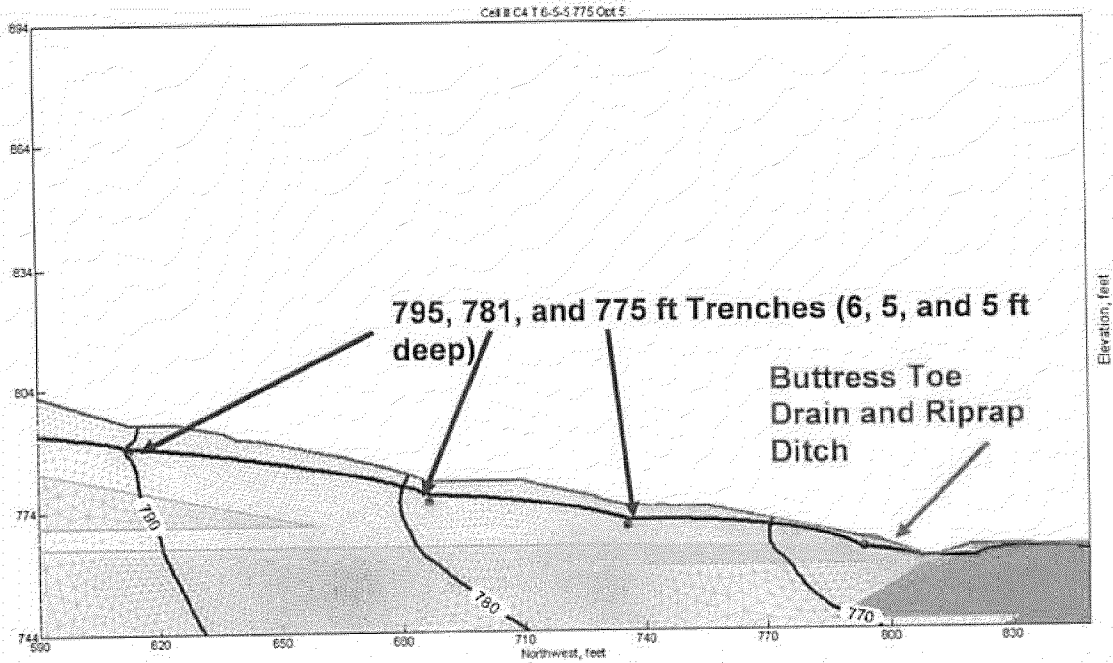 Cell II C4 T 6-5-5 775 Opt 5
894
864
834
804
774
744
795, 781, and 775 ft Trenches (6, 5, and 5 ft
deep)
Buttress Toe
Drain and Riprap
Ditch
Elevation, feet
790
780
770
590
620
650
680
710
740
770
800
830
Northwest, feet